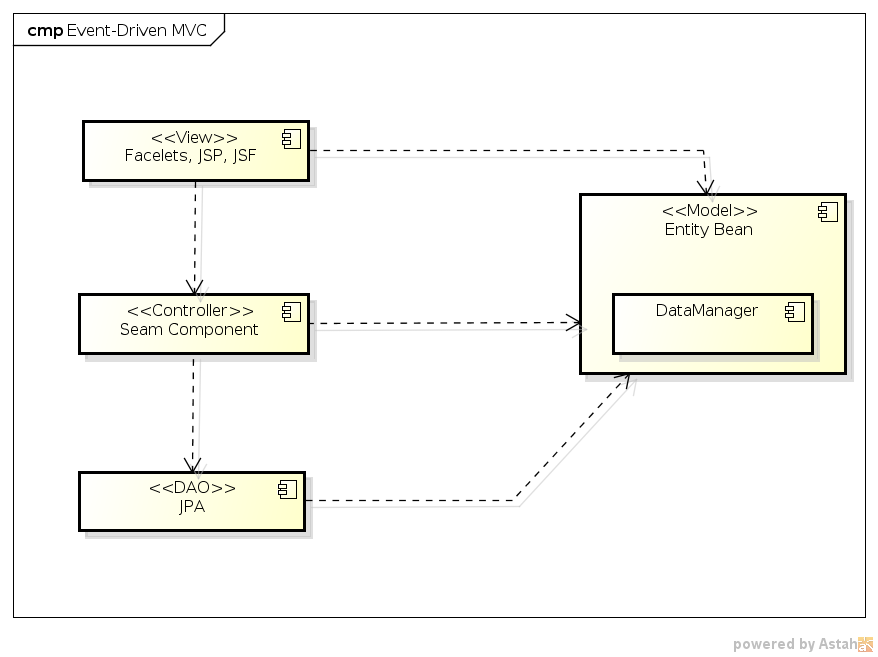 cmp Event-Driven MVC
<<View>>
Facelets, JSP, JSF
<<Model>>
Entity Bean
<<Controller>>
Seam Component
DataManager
<<DAO>>
JPA
powered by Astah